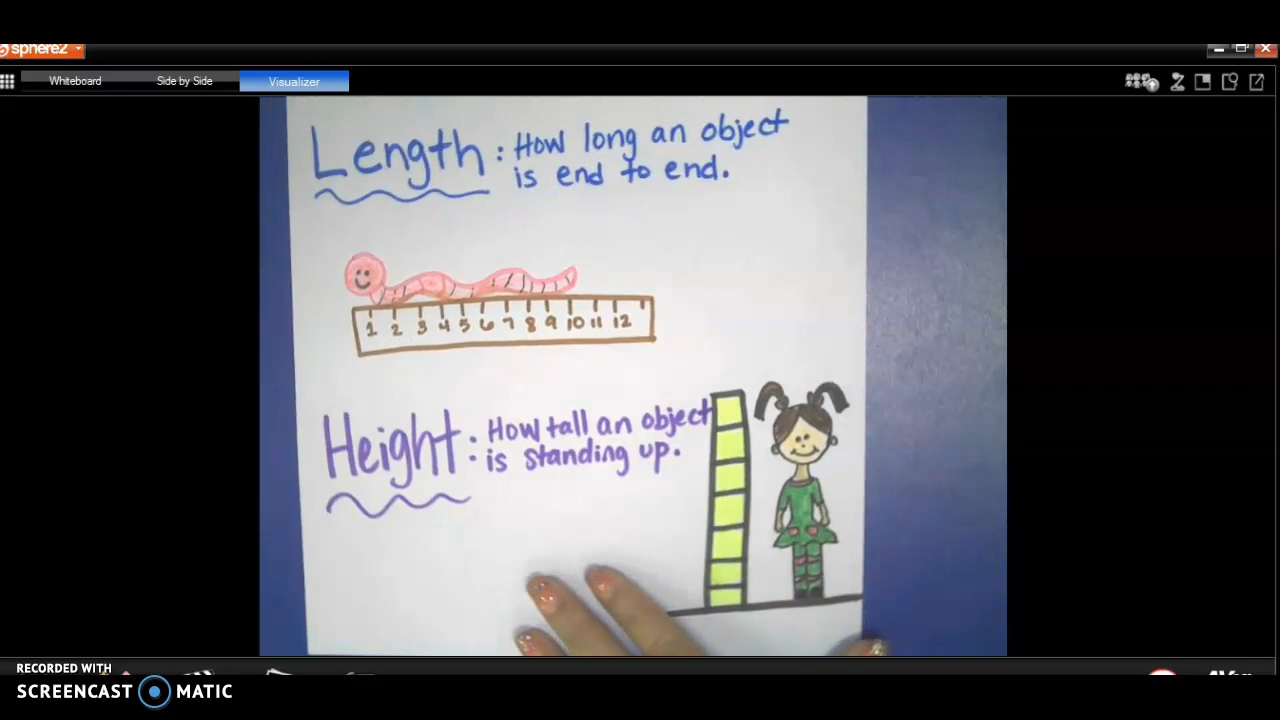 sphere2
Whiteboard Side by Side Visualizer
Length : How long an object
is end to end.
1 2 3 4 5 6 7 8 9 10 11 12
Height : How tall an object
is standing up.
RECORDED WITH
SCREENCAST MATIC